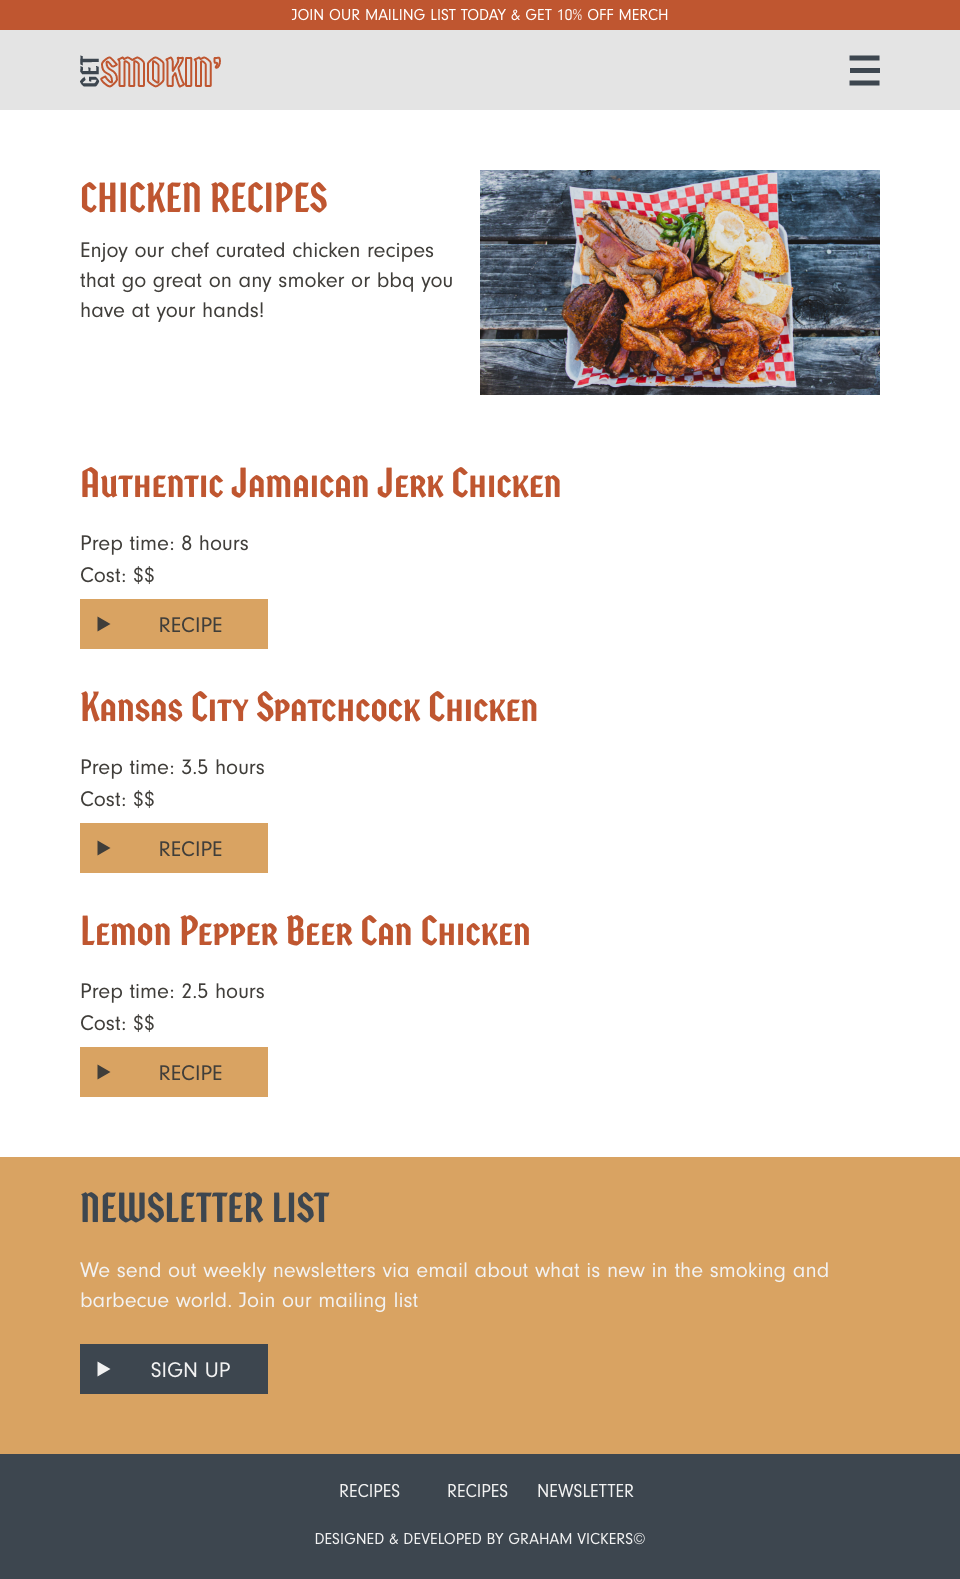 JOIN OUR MAILING LIST TODAY & GET 10% OFF MERCH
GET SMOKIN'
CHICKEN RECIPES
Enjoy our chef curated chicken recipes
that go great on any smoker or bbq you
have at your hands!
Authentic Jamaican Jerk Chicken
Prep time: 8 hours
Cost: $$
RECIPE
Kansas City Spatchcock Chicken
Prep time: 3.5 hours
Cost: $$
RECIPE
Lemon Pepper Beer Can Chicken
Prep time: 2.5 hours
Cost: $$
RECIPE
NEWSLETTER LIST
We send out weekly newsletters via email about what is new in the smoking and
barbecue world. Join our mailing list
SIGN UP
RECIPES RECIPES NEWSLETTER
DESIGNED & DEVELOPED BY GRAHAM VICKERS©